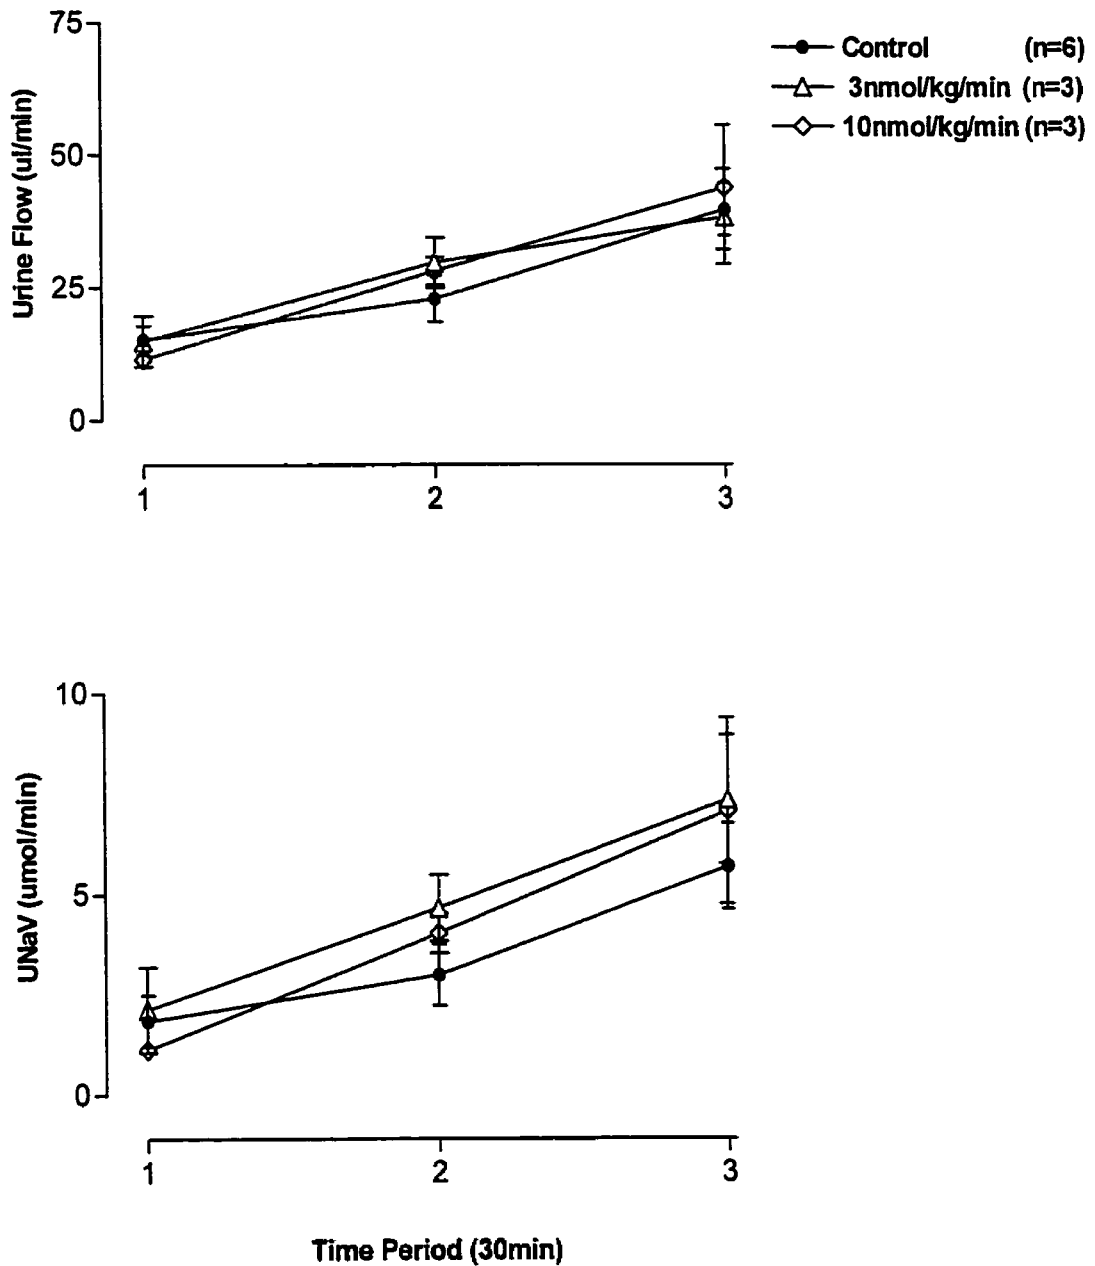 75
50
25
0
Urine Flow (ul/min)
Control (n=6)
3nmol/kg/min (n=3)
10nmol/kg/min (n=3)
1 2 3
10
5
0
UNaV (umol/min)
1 2 3
Time Period (30min)